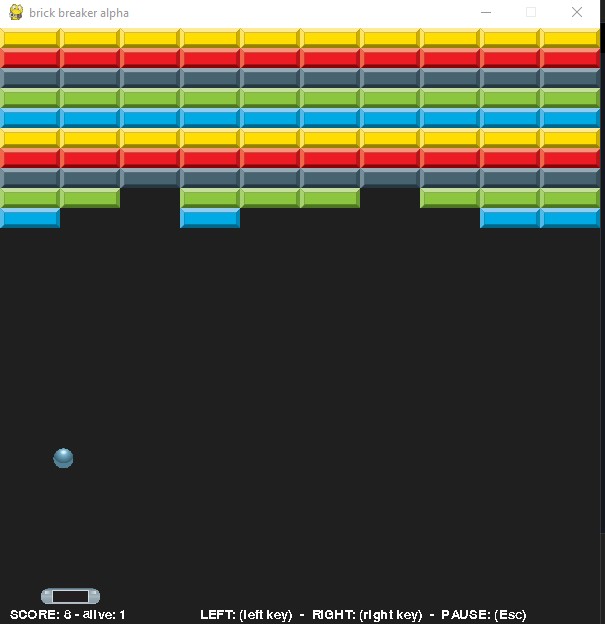 brick breaker alpha
SCORE: 8 - alive: 1 LEFT: (left key) - RIGHT: (right key) - PAUSE: (Esc)